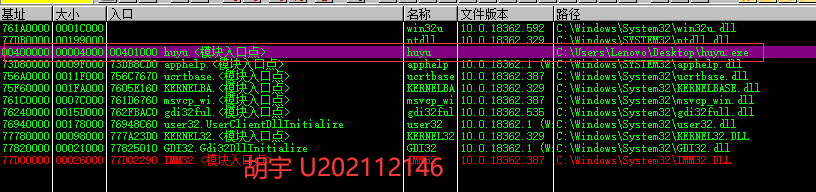 基址 大小 入口 名称 文件版本 路径
761A0000 0001C000 win32u 10.0.18362.592 C:\Windows\System32\win32u.dll
77DB0000 00199000 ntdll 10.0.18362.329 C:\Windows\SYSTEM32\ntdll.dll
00400000 00004000 00401000 huyu.<模块入口点> huyu C:\Users\Lenovo\Desktop\huyu.exe
73D80000 0009F000 73DB6CD0 apphelp.<模块入口点> apphelp 10.0.18362.1 (W C:\Windows\SYSTEM32\apphelp.dll
756A0000 0011F000 756C7670 ucrtbase.<模块入口点> ucrtbase 10.0.18362.387 C:\Windows\System32\ucrtbase.dll
75F60000 001FA000 7605E160 KERNELBA.<模块入口点> KERNELBA 10.0.18362.329 C:\Windows\System32\KERNELBASE.dll
761C0000 0007C000 761D6760 msvcp_wi.<模块入口点> msvcp_wi 10.0.18362.387 C:\Windows\System32\msvcp_win.dll
76240000 0015D000 762FBAC0 gdi32ful.<模块入口点> gdi32ful 10.0.18362.535 C:\Windows\System32\gdi32full.dll
76910000 00197000 76948C60 user32.UserClientDllInitialize user32 10.0.18362.1 (W C:\Windows\System32\user32.dll
77780000 00098000 777A23D0 KERNEL32.<模块入口点> KERNEL32 10.0.18362.329 C:\Windows\System32\KERNEL32.DLL
77820000 00021000 77825010 GDI32.Gdi32DllInitialize GDI32 10.0.18362.1 (W C:\Windows\System32\GDI32.dll
77D00000 00026000 77D02290 IMM32.<模块入口点> IMM32 10.0.18362.387 C:\Windows\System32\IMM32.DLL
胡宇 U202112146